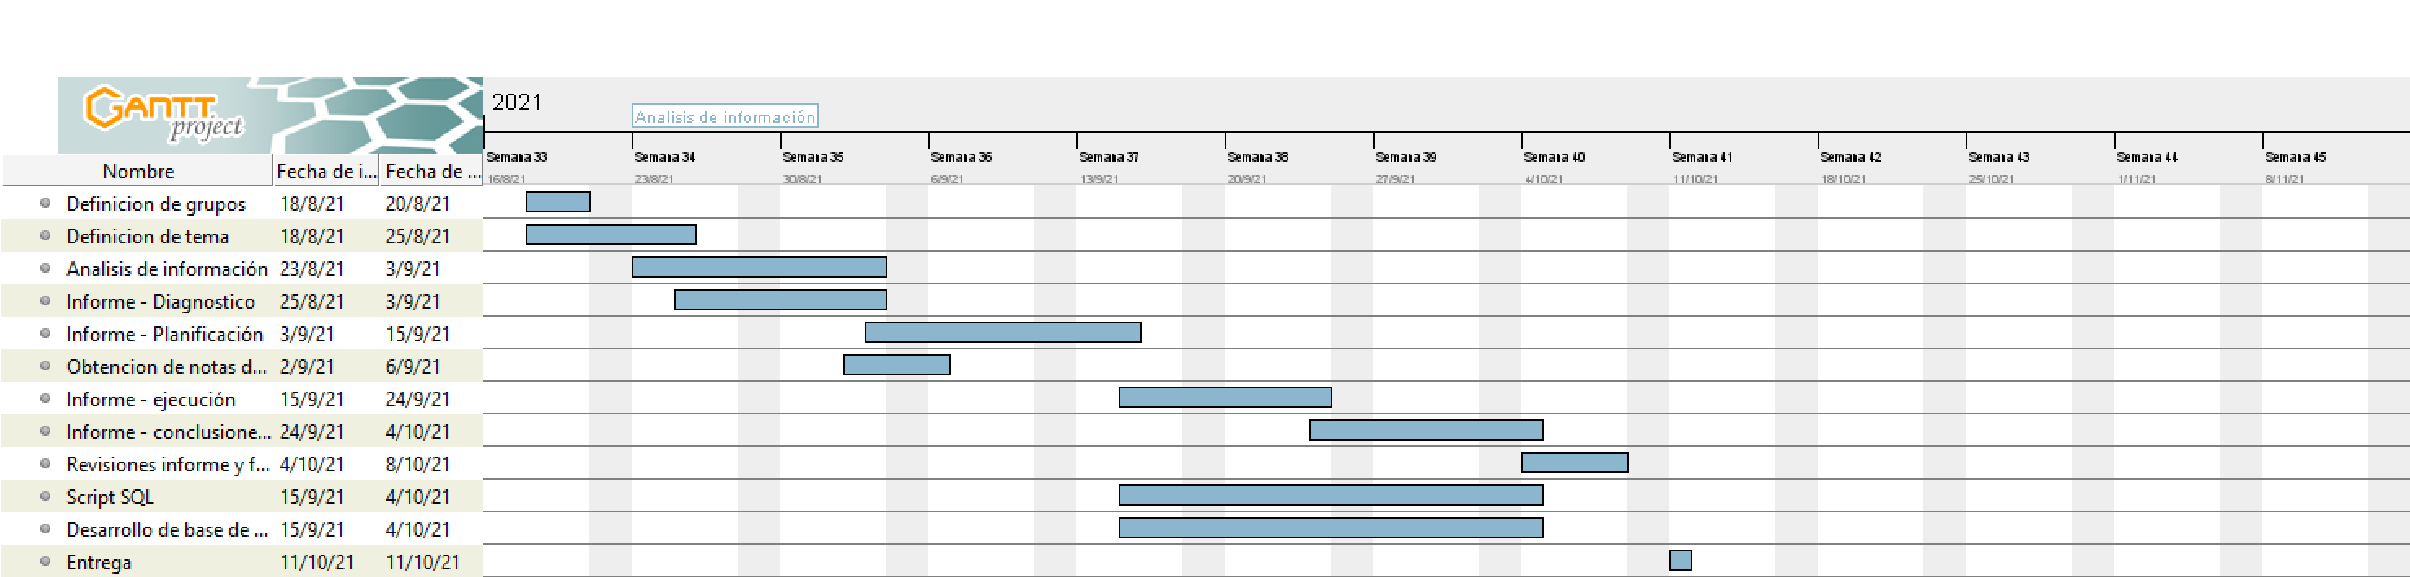 GANTT
project
2021
Analisis de información
Nombre Fecha de i... Fecha de ...
Semana 33 Semana 34 Semana 35 Semana 36 Semana 37 Semana 38 Semana 39 Semana 40 Semana 41 Semana 42 Semana 43 Semana 44 Semana 45
16/8/21 23/8/21 30/8/21 6/9/21 13/9/21 20/9/21 27/9/21 4/10/21 11/10/21 18/10/21 25/10/21 1/11/21 8/11/21
Definicion de grupos 18/8/21 20/8/21
Definicion de tema 18/8/21 25/8/21
Analisis de información 23/8/21 3/9/21
Informe - Diagnostico 25/8/21 3/9/21
Informe - Planificación 3/9/21 15/9/21
Obtencion de notas d... 2/9/21 6/9/21
Informe - ejecución 15/9/21 24/9/21
Informe - conclusione... 24/9/21 4/10/21
Revisiones informe y f... 4/10/21 8/10/21
Script SQL 15/9/21 4/10/21
Desarrollo de base de ... 15/9/21 4/10/21
Entrega 11/10/21 11/10/21